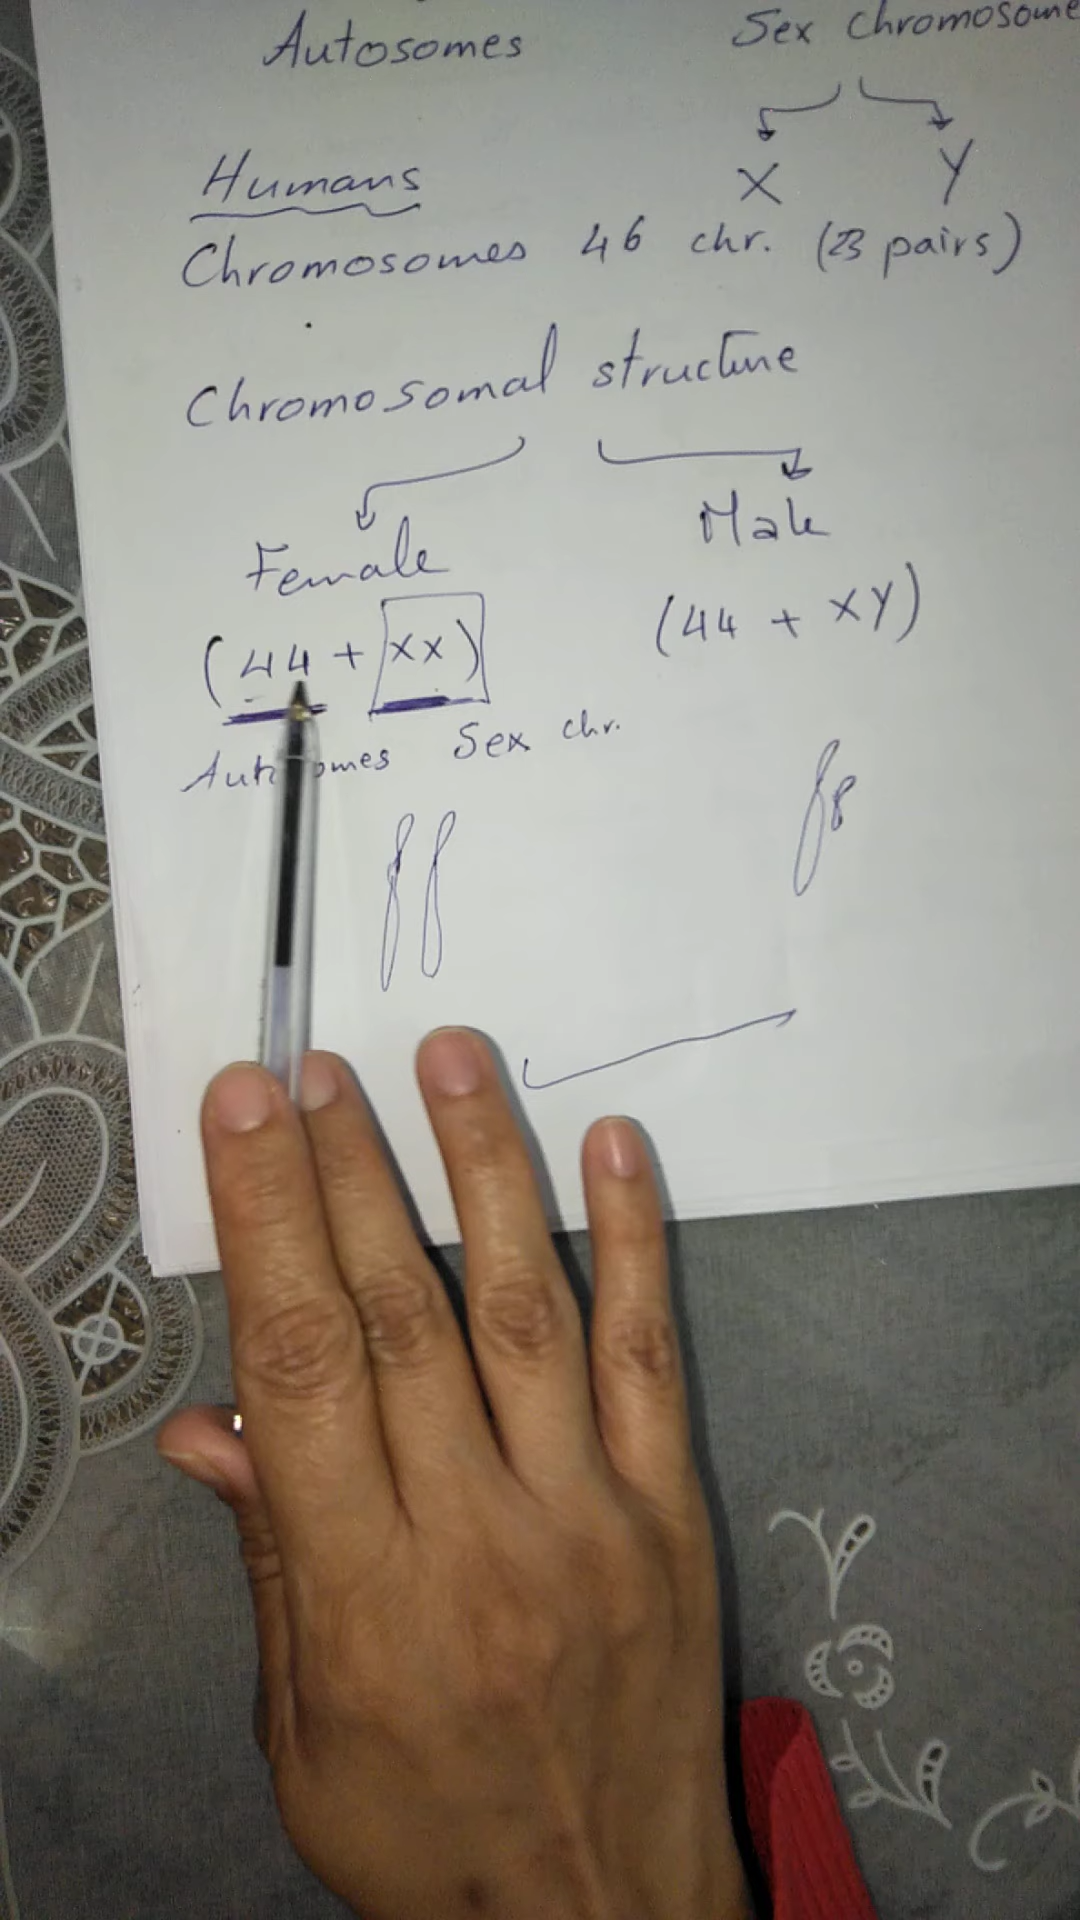 Autosomes Sex Chromosome
X Y
Humans
Chromosomes 46 chr. (23 pairs)
Chromosomal structure
Female Male
(44 + xx) (44 + XY)
Autosomes Sex chr.